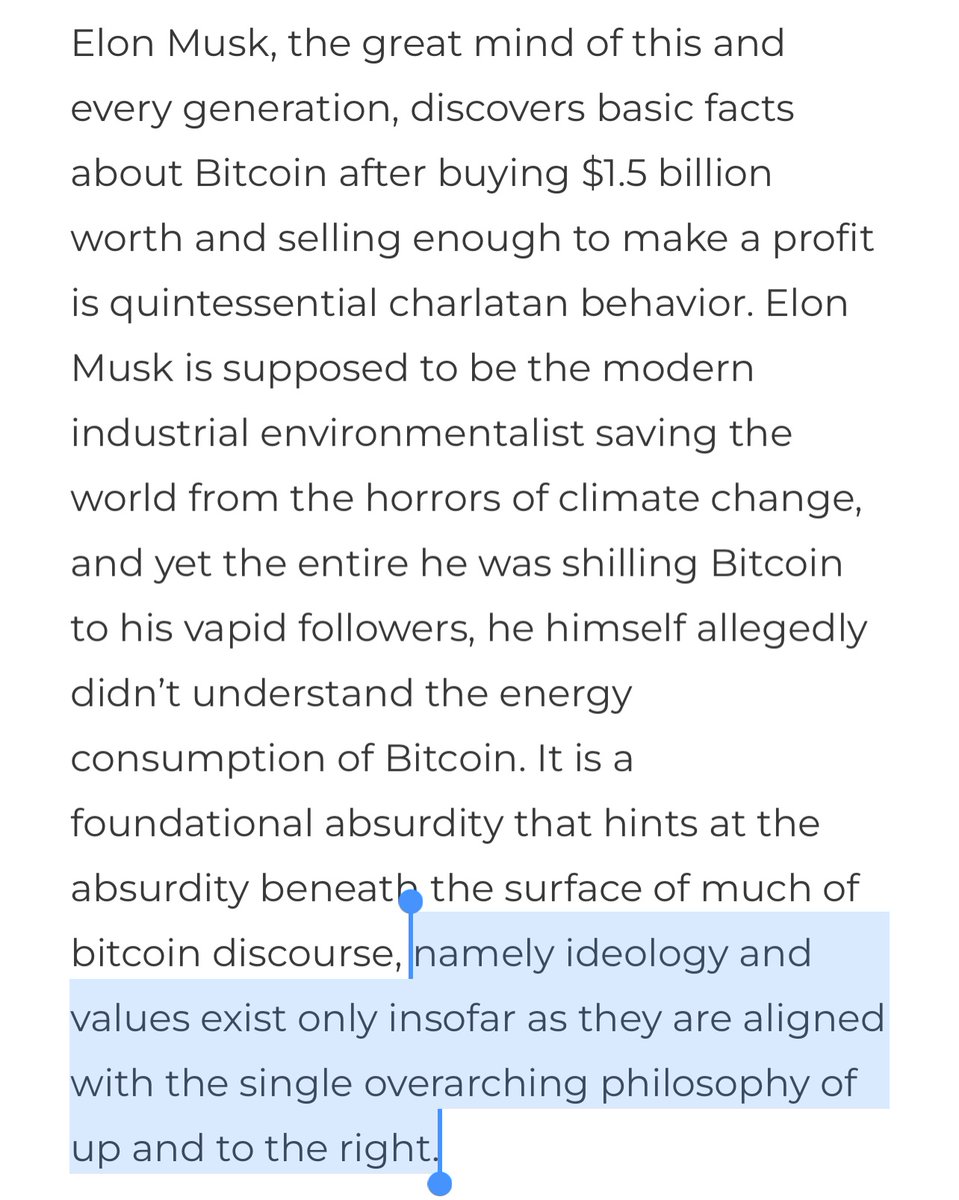 Elon Musk, the great mind of this and
every generation, discovers basic facts
about Bitcoin after buying $1.5 billion
worth and selling enough to make a profit
is quintessential charlatan behavior. Elon
Musk is supposed to be the modern
industrial environmentalist saving the
world from the horrors of climate change,
and yet the entire he was shilling Bitcoin
to his vapid followers, he himself allegedly
didn’t understand the energy
consumption of Bitcoin. It is a
foundational absurdity that hints at the
absurdity beneath the surface of much of
bitcoin discourse, namely ideology and
values exist only insofar as they are aligned
with the single overarching philosophy of
up and to the right.